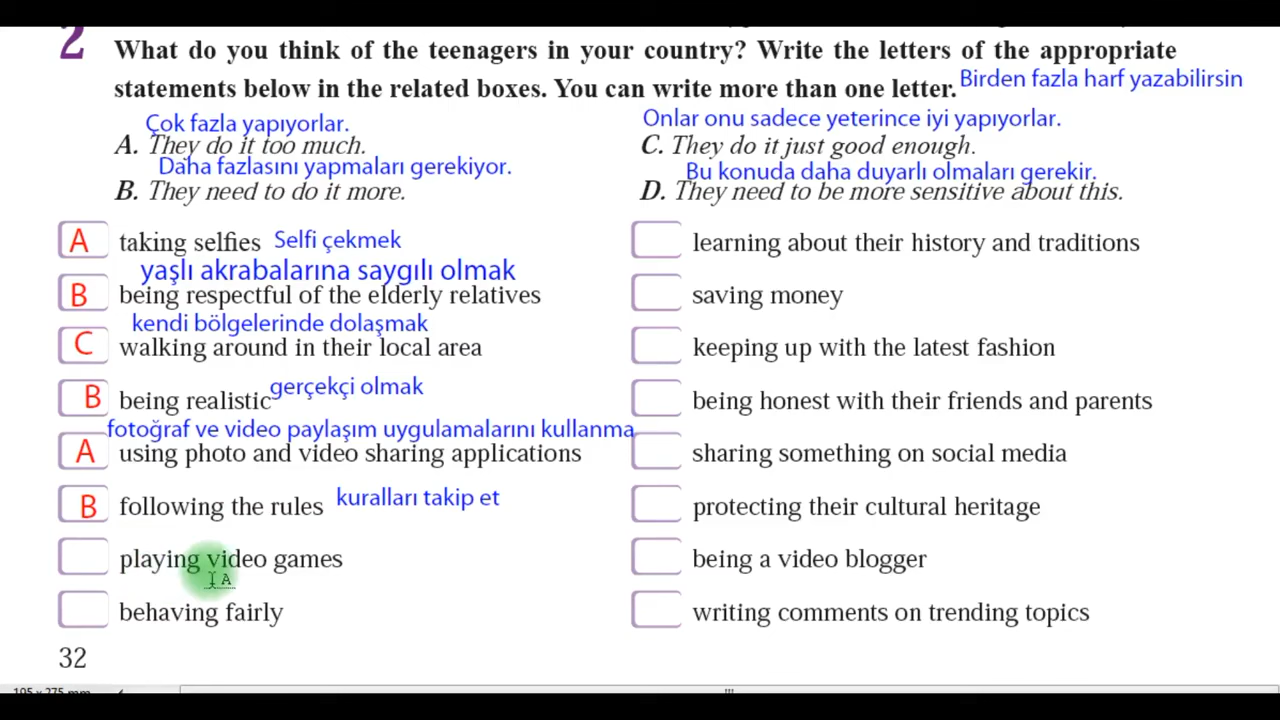 2
What do you think of the teenagers in your country? Write the letters of the appropriate
statements below in the related boxes. You can write more than one letter. Birden fazla harf yazabilirsin
Çok fazla yapıyorlar.
A. They do it too much.
Daha fazlasını yapmaları gerekiyor.
B. They need to do it more.
Onlar onu sadece yeterince iyi yapıyorlar.
C. They do it just good enough.
Bu konuda daha duyarlı olmaları gerekir.
D. They need to be more sensitive about this.
A taking selfies Selfi çekmek
yaşlı akrabalarına saygılı olmak
B being respectful of the elderly relatives
kendi bölgelerinde dolaşmak
C walking around in their local area
B being realistic gerçekçi olmak
fotoğraf ve video paylaşım uygulamalarını kullanma
A using photo and video sharing applications
B following the rules kuralları takip et
playing video games
A
behaving fairly
learning about their history and traditions
saving money
keeping up with the latest fashion
being honest with their friends and parents
sharing something on social media
protecting their cultural heritage
being a video blogger
writing comments on trending topics
32